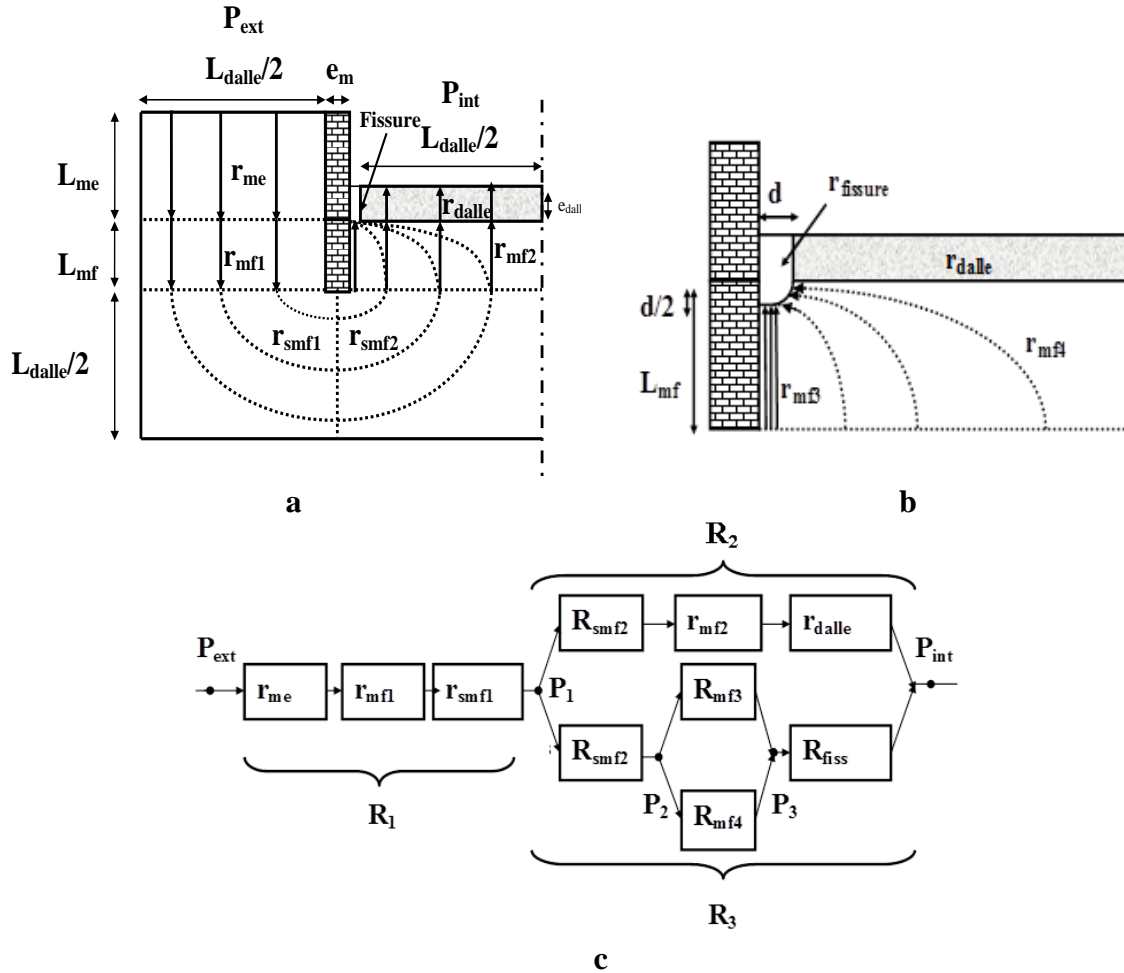 P_ext
L_dalle/2 e_m
P_int
Fissure
L_dalle/2
L_me
r_me
r_dalle
e_dall
L_mf
r_mf1
r_mf2
r_smf1 r_smf2
L_dalle/2
a
d
r_fissure
r_dalle
d/2
r_mf4
L_mf
r_mf3
b
R_2
R_smf2 r_mf2 r_dalle
P_ext
P_int
r_me r_mf1 r_smf1
P_1
R_mf3
R_smf2
R_fiss
P_2
P_3
R_mf4
R_1
R_3
c